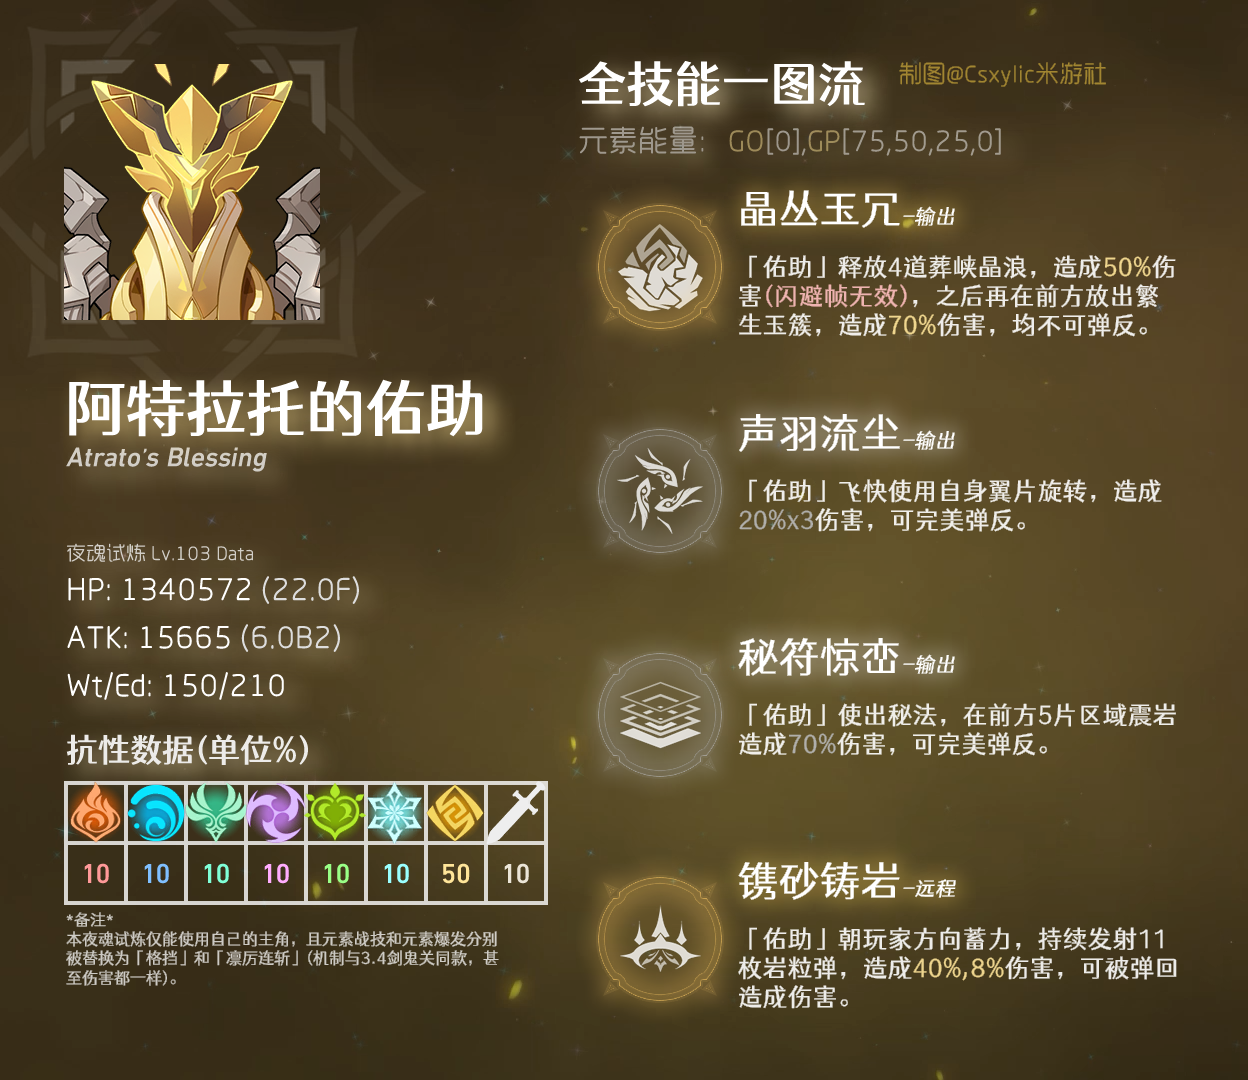 全技能一图流
制图@Csxylic米游社
元素能量： GO[0],GP[75,50,25,0]
晶丛玉冗-输出
「佑助」释放4道葬峡晶浪，造成50%伤
害(闪避帧无效)，之后再在前方放出繁
生玉簇，造成70%伤害，均不可弹反。
声羽流尘-输出
「佑助」飞快使用自身翼片旋转，造成
20%x3伤害，可完美弹反。
秘符惊峦-输出
「佑助」使出秘法，在前方5片区域震岩
造成70%伤害，可完美弹反。
镌砂铸岩-远程
「佑助」朝玩家方向蓄力，持续发射11
枚岩粒弹，造成40%,8%伤害，可被弹回
造成伤害。
阿特拉托的佑助
Atrato's Blessing
夜魂试炼 Lv.103 Data
HP: 1340572 (22.0F)
ATK: 15665 (6.0B2)
Wt/Ed: 150/210
抗性数据(单位%)
10 10 10 10 10 10 50 10
*备注*
本夜魂试炼仅能使用自己的主角，且元素战技和元素爆发分别
被替换为「格挡」和「凛厉连斩」(机制与3.4剑鬼关同款，甚
至伤害都一样)。